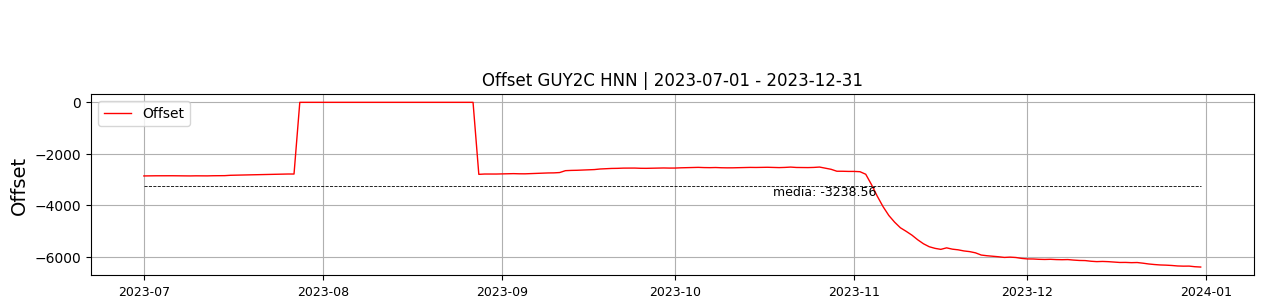 Offset GUY2C HNN | 2023-07-01 - 2023-12-31
Offset
0
−2000
−4000
−6000
Offset
media: -3238.56
2023-07
2023-08
2023-09
2023-10
2023-11
2023-12
2024-01